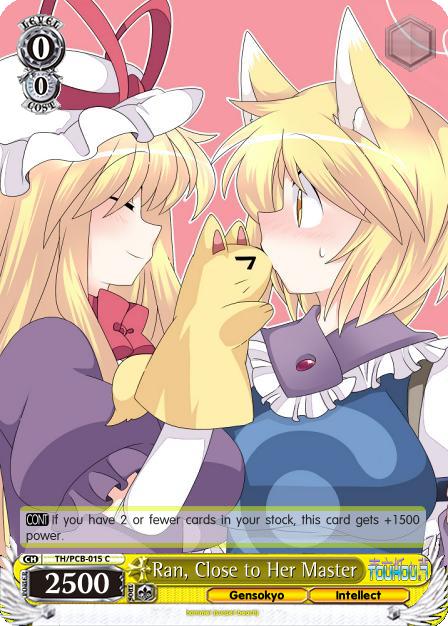 LEVEL
0
0
COST
CONT If you have 2 or fewer cards in your stock, this card gets +1500
power.
CH TH/PCB-015 C
POWER 2500 SOUL Ran, Close to Her Master TOUHOU
Gensokyo Intellect